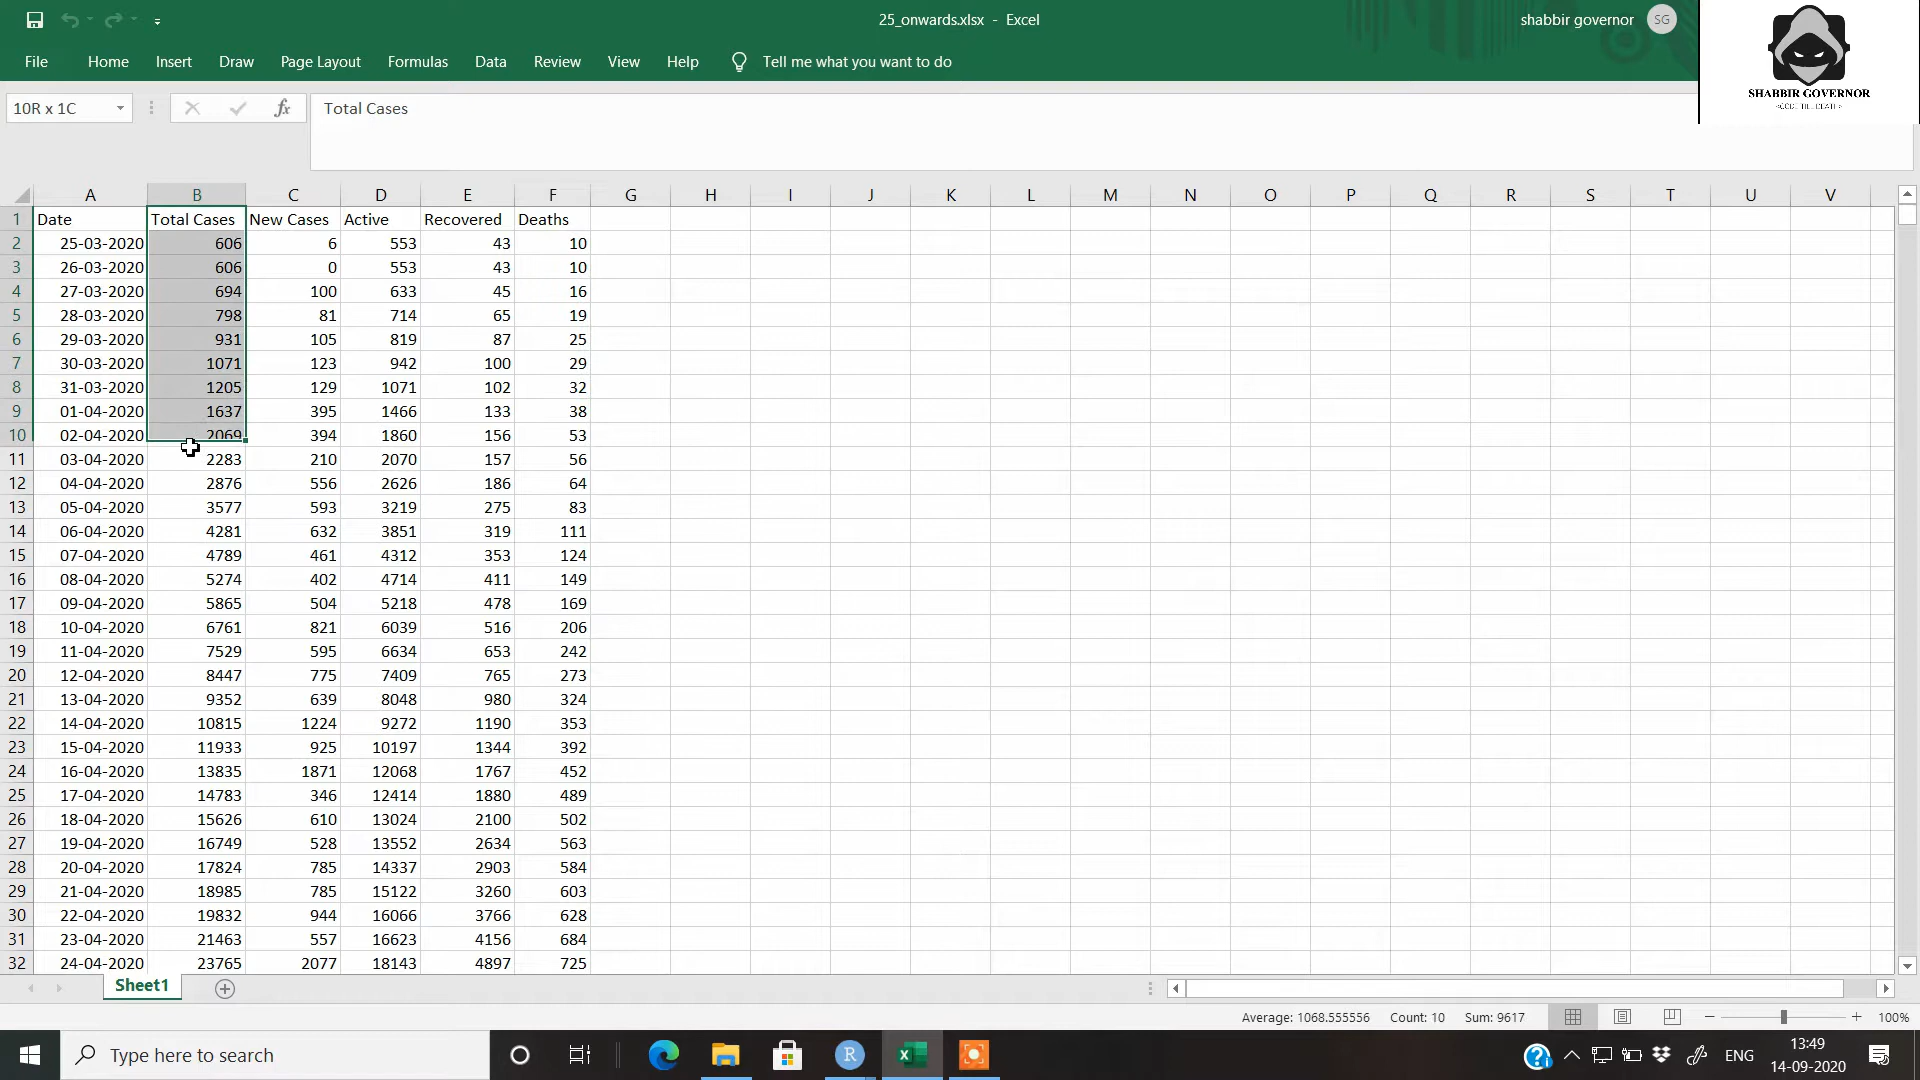 25_onwards.xlsx - Excel
shabbir governor SG
File Home Insert Draw Page Layout Formulas Data Review View Help Tell me what you want to do
SHABBIR GOVERNOR
10R x 1C fx Total Cases
A B C D E F G H I J K L M N O P Q R S T U V
1 Date Total Cases New Cases Active Recovered Deaths
2 25-03-2020 606 6 553 43 10
3 26-03-2020 606 0 553 43 10
4 27-03-2020 694 100 633 45 16
5 28-03-2020 798 81 714 65 19
6 29-03-2020 931 105 819 87 25
7 30-03-2020 1071 123 942 100 29
8 31-03-2020 1205 129 1071 102 32
9 01-04-2020 1637 395 1466 133 38
10 02-04-2020 2069 394 1860 156 53
11 03-04-2020 2283 210 2070 157 56
12 04-04-2020 2876 556 2626 186 64
13 05-04-2020 3577 593 3219 275 83
14 06-04-2020 4281 632 3851 319 111
15 07-04-2020 4789 461 4312 353 124
16 08-04-2020 5274 402 4714 411 149
17 09-04-2020 5865 504 5218 478 169
18 10-04-2020 6761 821 6039 516 206
19 11-04-2020 7529 595 6634 653 242
20 12-04-2020 8447 775 7409 765 273
21 13-04-2020 9352 639 8048 980 324
22 14-04-2020 10815 1224 9272 1190 353
23 15-04-2020 11933 925 10197 1344 392
24 16-04-2020 13835 1871 12068 1767 452
25 17-04-2020 14783 346 12414 1880 489
26 18-04-2020 15626 610 13024 2100 502
27 19-04-2020 16749 528 13552 2634 563
28 20-04-2020 17824 785 14337 2903 584
29 21-04-2020 18985 785 15122 3260 603
30 22-04-2020 19832 944 16066 3766 628
31 23-04-2020 21463 557 16623 4156 684
32 24-04-2020 23765 2077 18143 4897 725
Sheet1
Average: 1068.555556 Count: 10 Sum: 9617 100%
Type here to search
ENG
13:49
14-09-2020